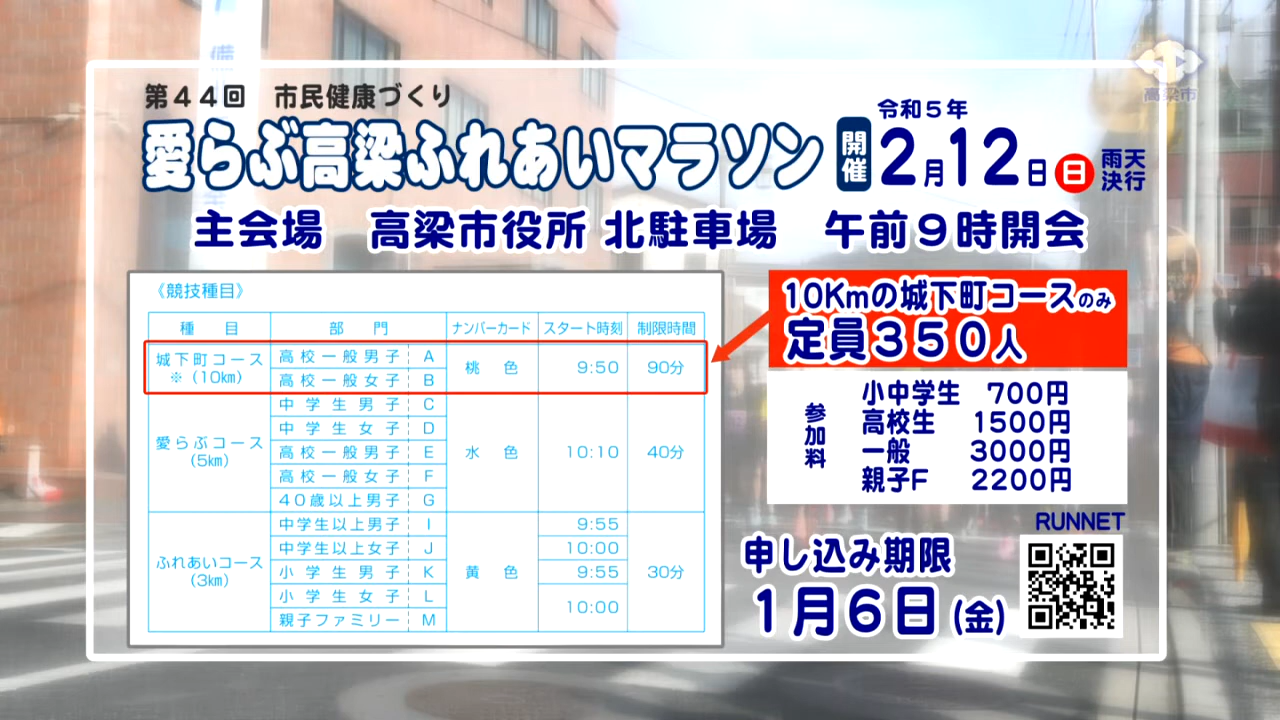 備
高梁市
第44回　市民健康づくり
愛らぶ高梁ふれあいマラソン
開催
令和5年
2月12日(日)
雨天決行
主会場　高梁市役所 北駐車場　午前9時開会
《競技種目》
種目 部門 ナンバーカード スタート時刻 制限時間
城下町コース ※(10km) 高校一般男子 A 桃色 9:50 90分
高校一般女子 B
愛らぶコース (5km) 中学生男子 C 水色 10:10 40分
中学生女子 D
高校一般男子 E
高校一般女子 F
40歳以上男子 G
ふれあいコース (3km) 中学生以上男子 I 黄色 9:55 30分
中学生以上女子 J 10:00
小学生男子 K 9:55
小学生女子 L 10:00
親子ファミリー M
10Kmの城下町コースのみ
定員350人
参加料
小中学生 700円
高校生 1500円
一般 3000円
親子F 2200円
申し込み期限
1月6日(金)
RUNNET